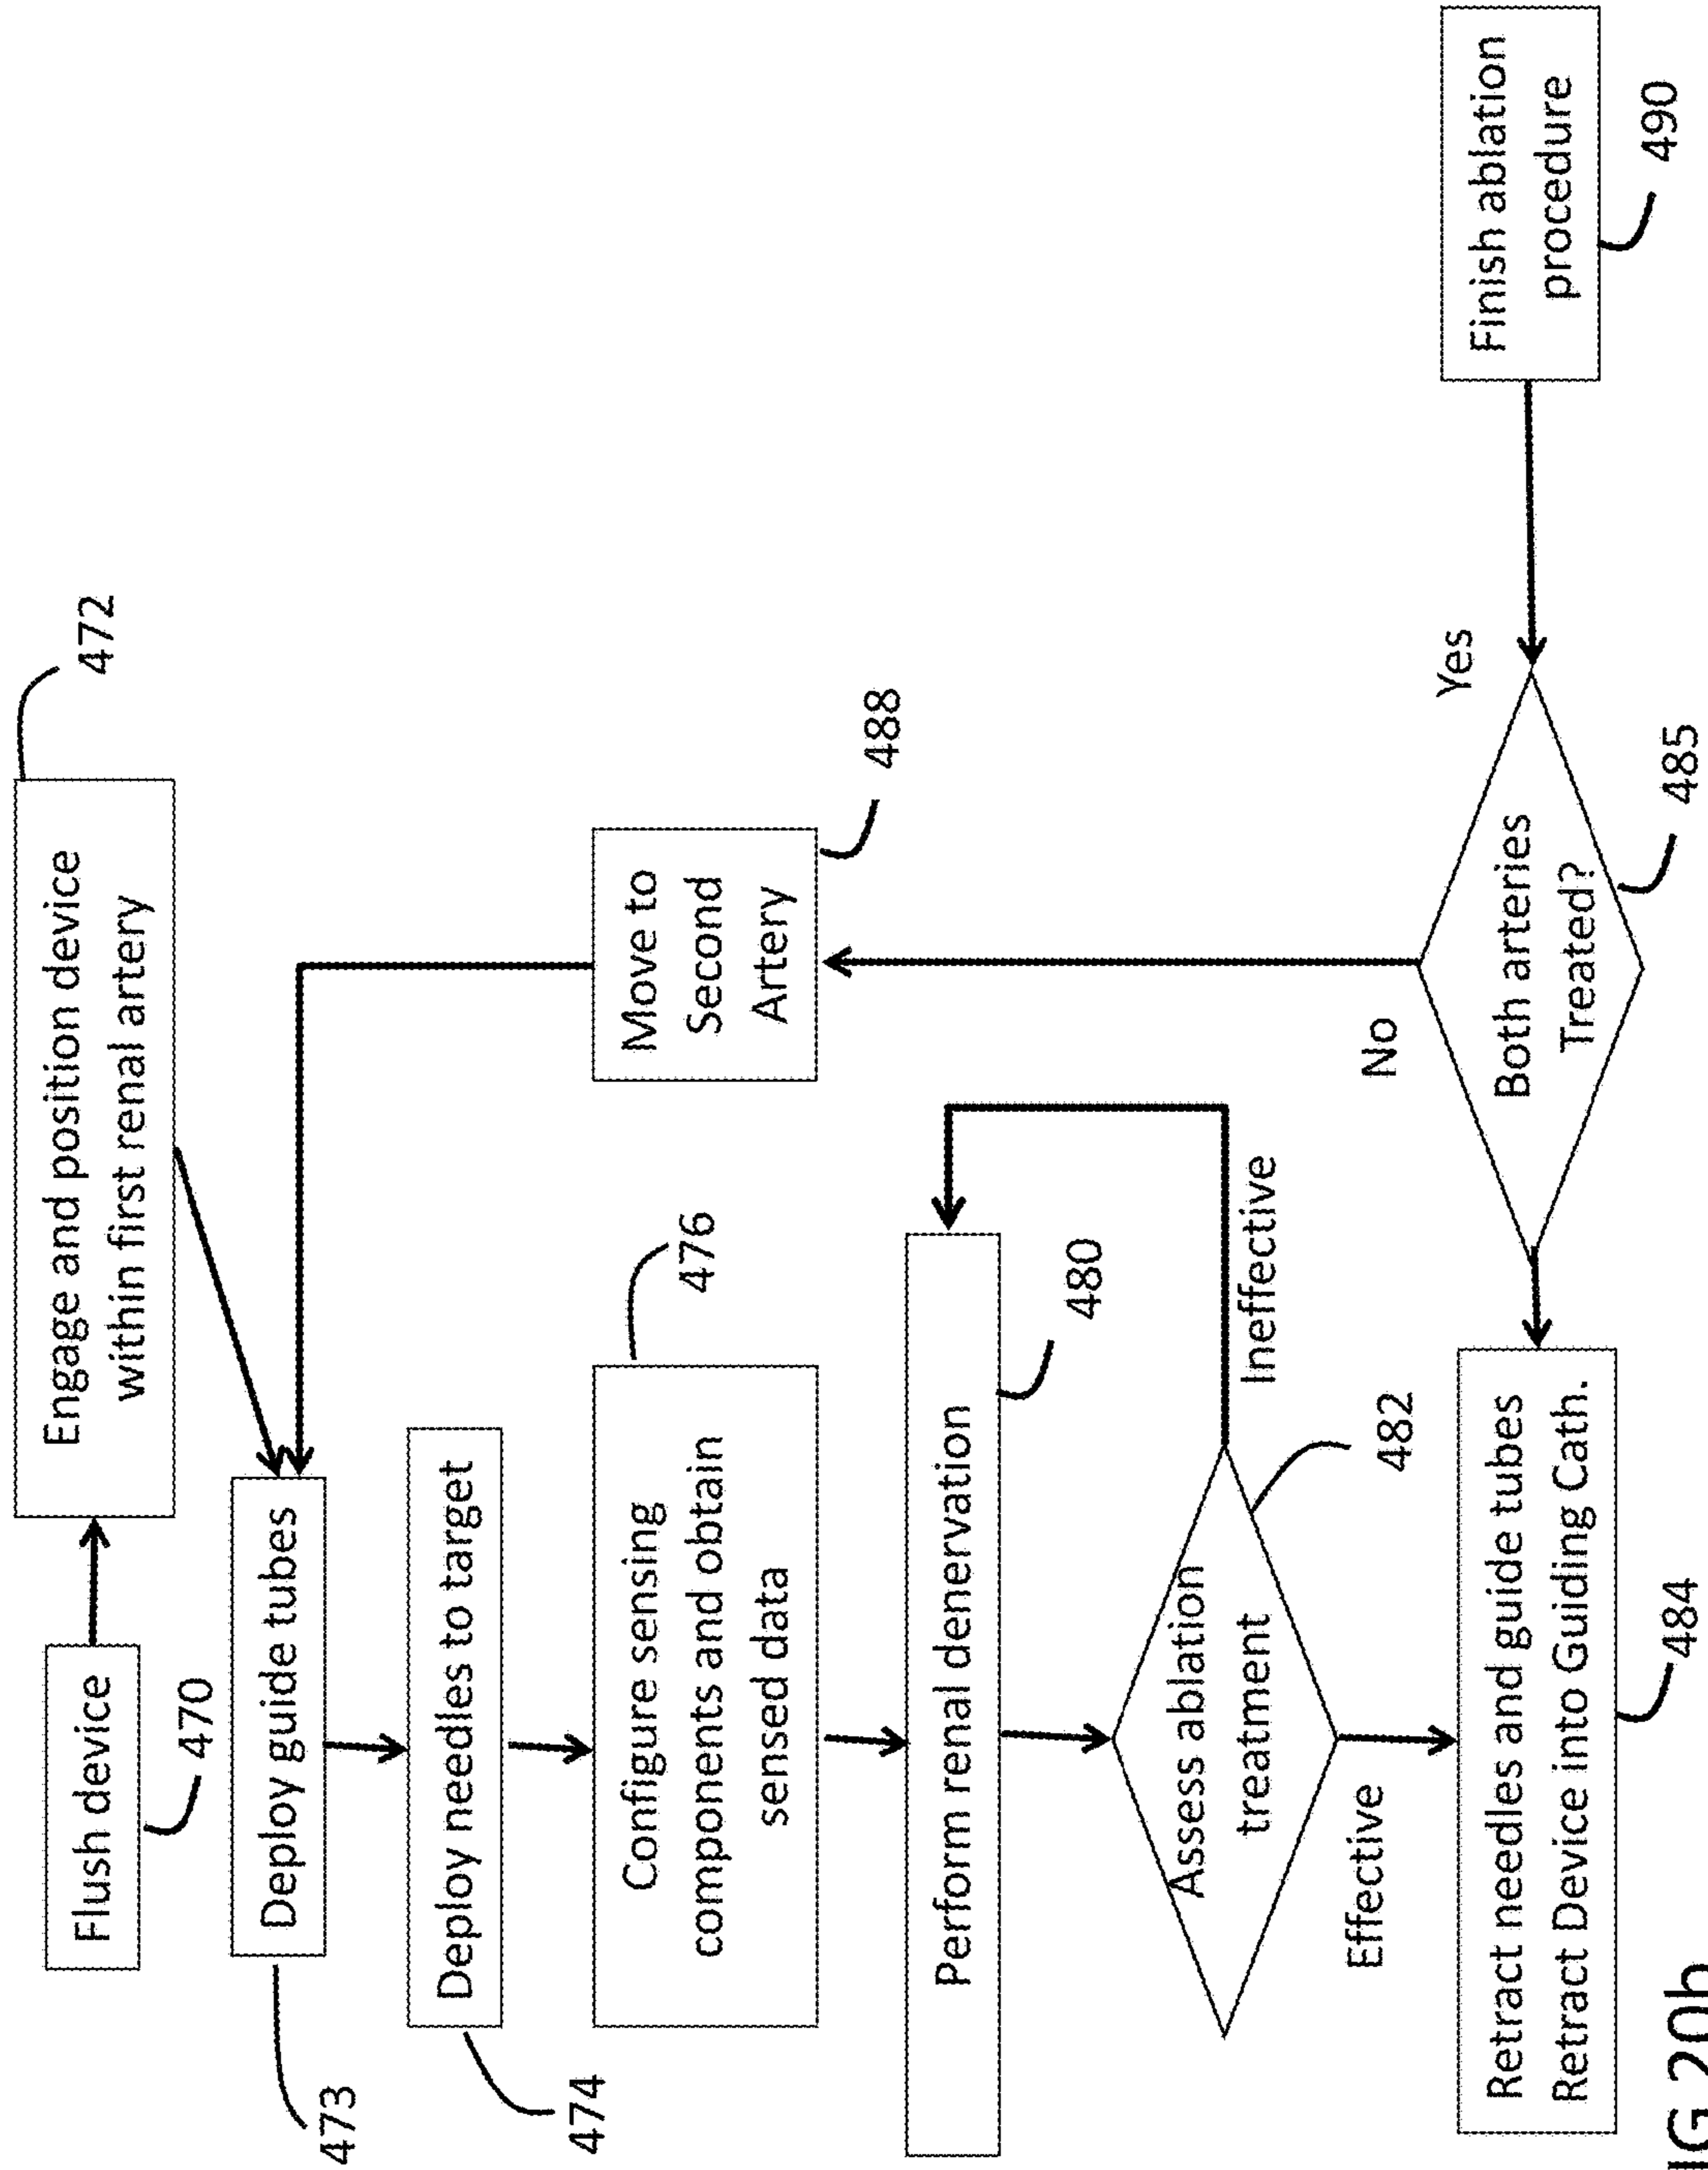 Flush device
470
Engage and position device
within first renal artery
472
Deploy guide tubes
473
Deploy needles to target
474
Configure sensing
components and obtain
sensed data
476
Move to
Second
Artery
488
Perform renal denervation
480
Assess ablation
treatment
482
Ineffective
Effective
Retract needles and guide tubes
Retract Device into Guiding Cath.
484
Both arteries
Treated?
485
No
Yes
Finish ablation
procedure
490
IG 20b